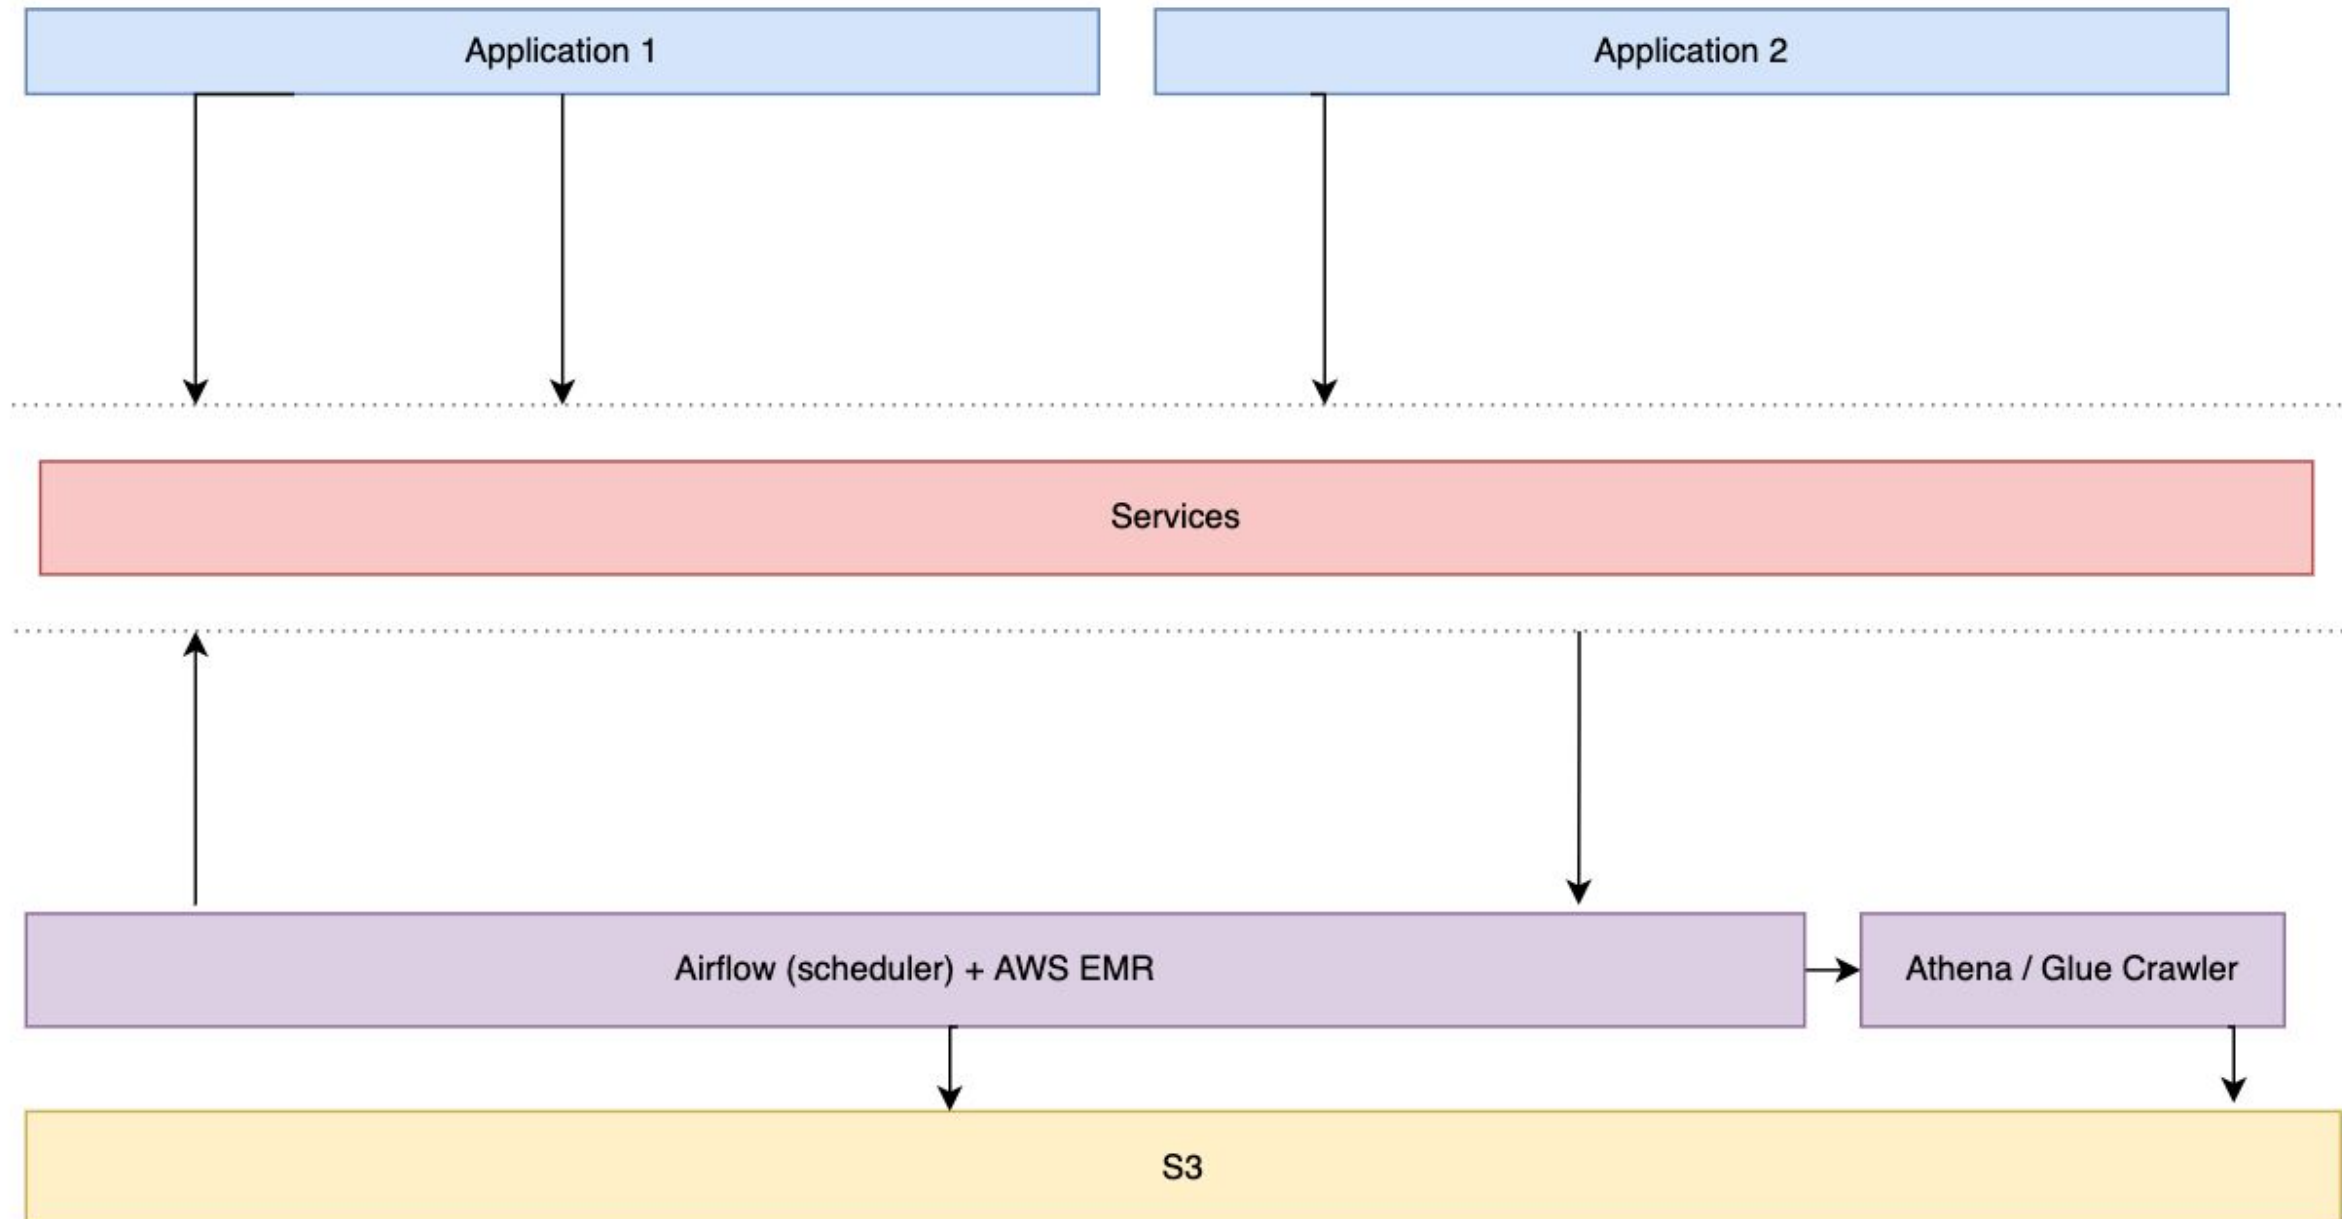 Application 1
Application 2
Services
Airflow (scheduler) + AWS EMR
Athena / Glue Crawler
S3